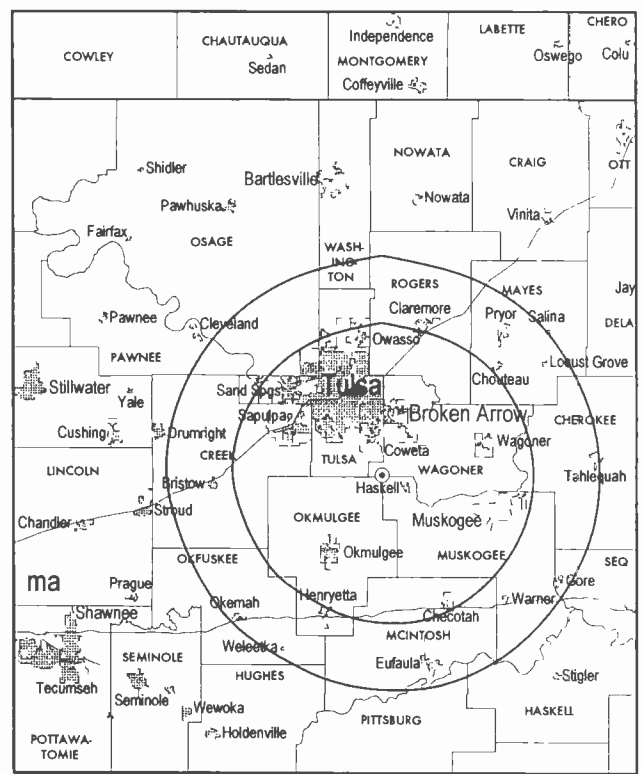 CHERO
LABETTE
Independence
CHAUTAUQUA
COWLEY
Sedan
MONTGOMERY
Oswego
Colu
Coffeyville
NOWATA
CRAIG
OTT
Shidler
Bartlesville
Pawhuska
Nowata
Vinita
Fairfax
OSAGE
WASH-
ING-
TON
ROGERS
MAYES
Jay
Pawnee
Cleveland
Claremore
Pryor
Salina
DELA
Owasso
PAWNEE
Locust Grove
Chouteau
Stillwater
Yale
Sand Spgs
Tulsa
Sapulpa
Broken Arrow
CHEROKEE
Cushing
Drumright
Wagoner
CREEK
TULSA
Coweta
WAGONER
LINCOLN
Tahlequah
Bristow
Haskell
Stroud
Chandler
OKMULGEE
Muskogee
Okmulgee
MUSKOGEE
OKFUSKEE
SEQ
ma
Prague
Gore
Okemah
Henryetta
Warner
Shawnee
Checotah
MCINTOSH
Weleetka
SEMINOLE
Eufaula
HUGHES
Stigler
Tecumseh
Seminole
Wewoka
HASKELL
PITTSBURG
Holdenville
POTTAWA-
TOMIE